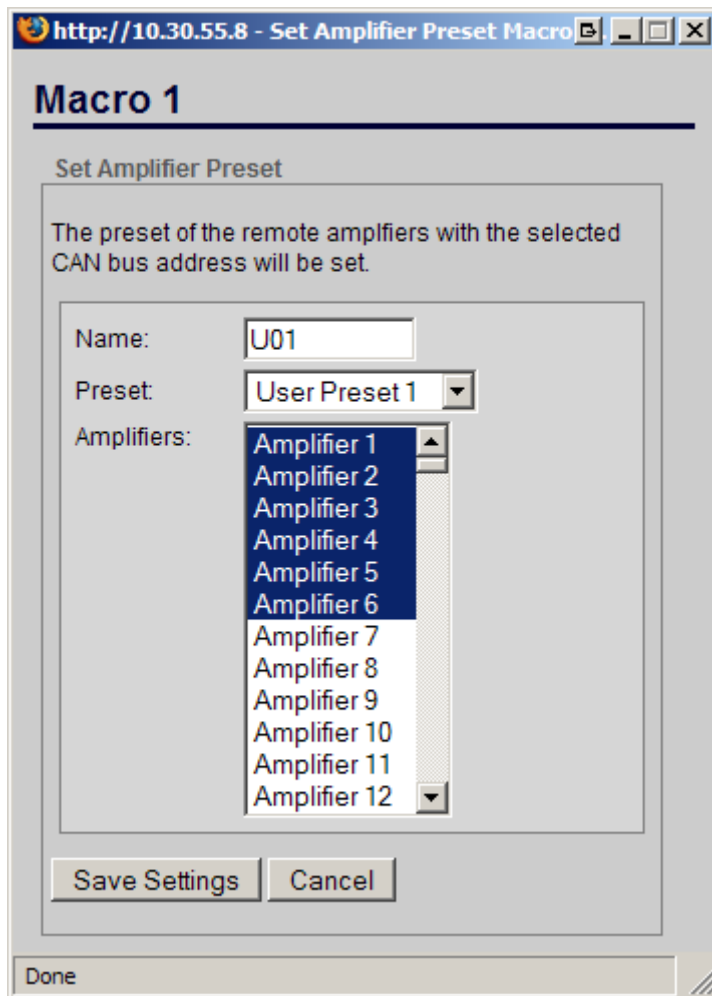 http://10.30.55.8 - Set Amplifier Preset Macro
Macro 1
Set Amplifier Preset
The preset of the remote amplfiers with the selected
CAN bus address will be set.
Name: U01
Preset: User Preset 1
Amplifiers:
Amplifier 1
Amplifier 2
Amplifier 3
Amplifier 4
Amplifier 5
Amplifier 6
Amplifier 7
Amplifier 8
Amplifier 9
Amplifier 10
Amplifier 11
Amplifier 12
Save Settings Cancel
Done